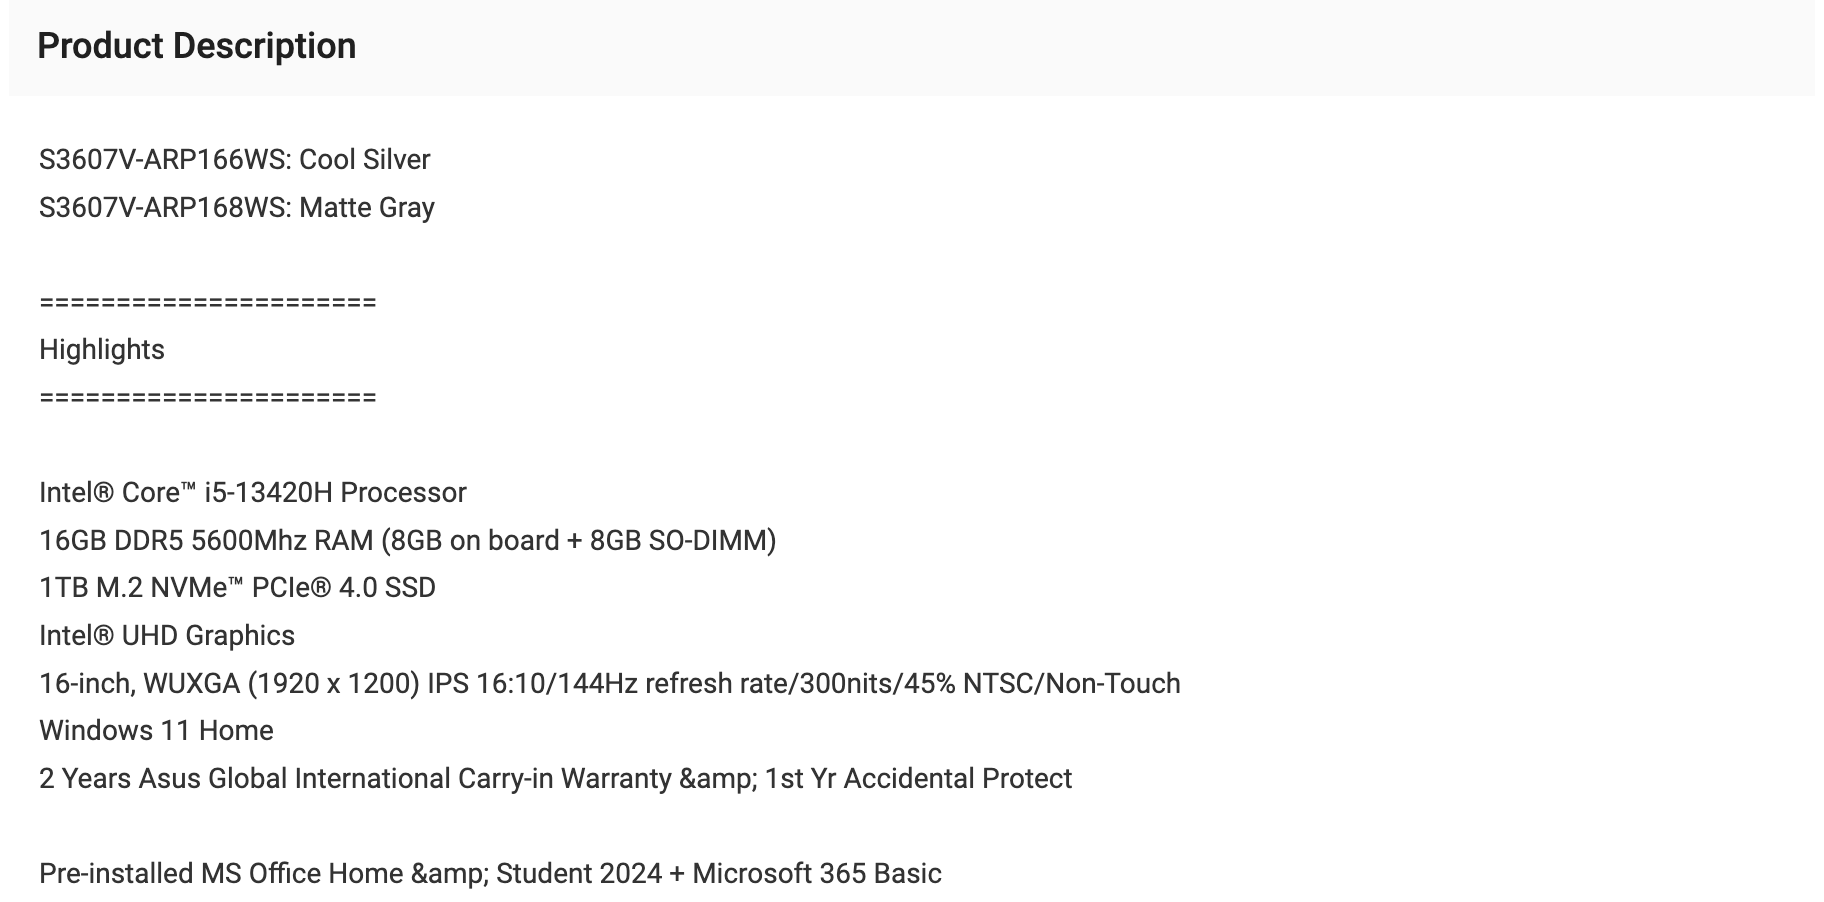 Product Description
S3607V-ARP166WS: Cool Silver
S3607V-ARP168WS: Matte Gray
======================
Highlights
======================
Intel® Core™ i5-13420H Processor
16GB DDR5 5600Mhz RAM (8GB on board + 8GB SO-DIMM)
1TB M.2 NVMe™ PCIe® 4.0 SSD
Intel® UHD Graphics
16-inch, WUXGA (1920 x 1200) IPS 16:10/144Hz refresh rate/300nits/45% NTSC/Non-Touch
Windows 11 Home
2 Years Asus Global International Carry-in Warranty &amp; 1st Yr Accidental Protect
Pre-installed MS Office Home &amp; Student 2024 + Microsoft 365 Basic